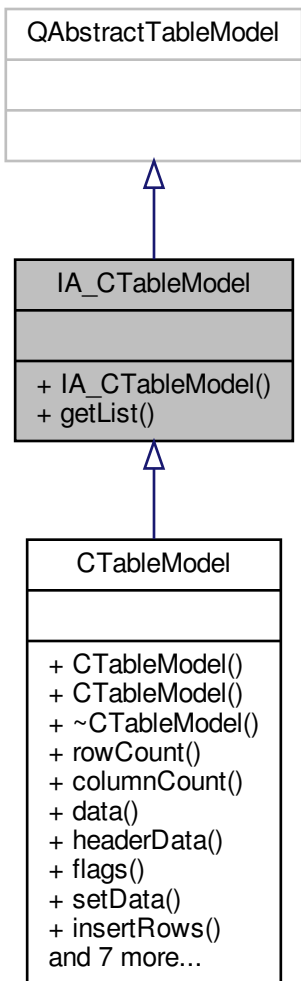 QAbstractTableModel
IA_CTableModel
+ IA_CTableModel()
+ getList()
CTableModel
+ CTableModel()
+ CTableModel()
+ ~CTableModel()
+ rowCount()
+ columnCount()
+ data()
+ headerData()
+ flags()
+ setData()
+ insertRows()
and 7 more...